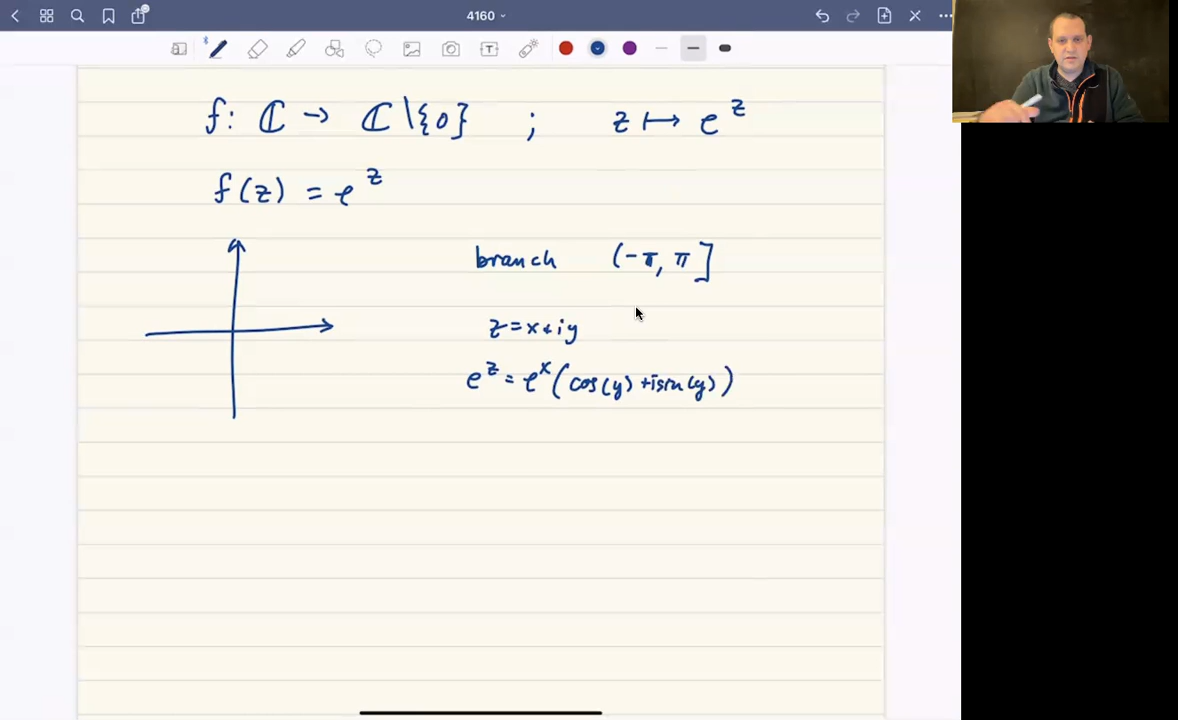 4160
f: ℂ → ℂ \ {0} ; z ↦ e^z
f(z) = e^z
branch (-π, π]
z = x + iy
e^z = e^x (cos(y) + i sin(y))